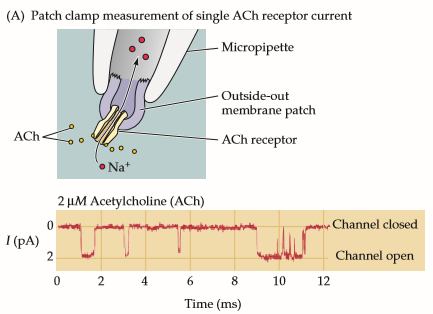 (A) Patch clamp measurement of single ACh receptor current
Micropipette
Outside-out
membrane patch
ACh
ACh receptor
Na⁺
2 µM Acetylcholine (ACh)
0
Channel closed
I (pA)
2
Channel open
0 2 4 6 8 10 12
Time (ms)